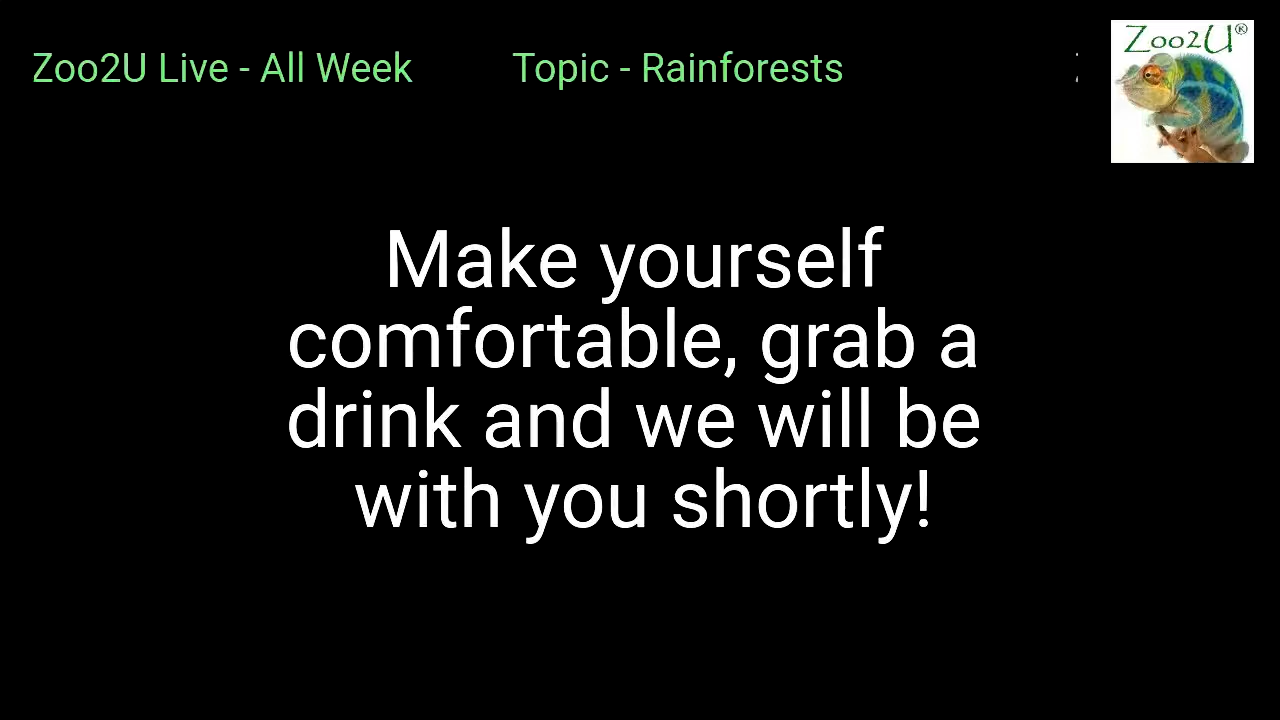 Zoo2U Live - All Week Topic - Rainforests
Zoo2U®
Make yourself
comfortable, grab a
drink and we will be
with you shortly!